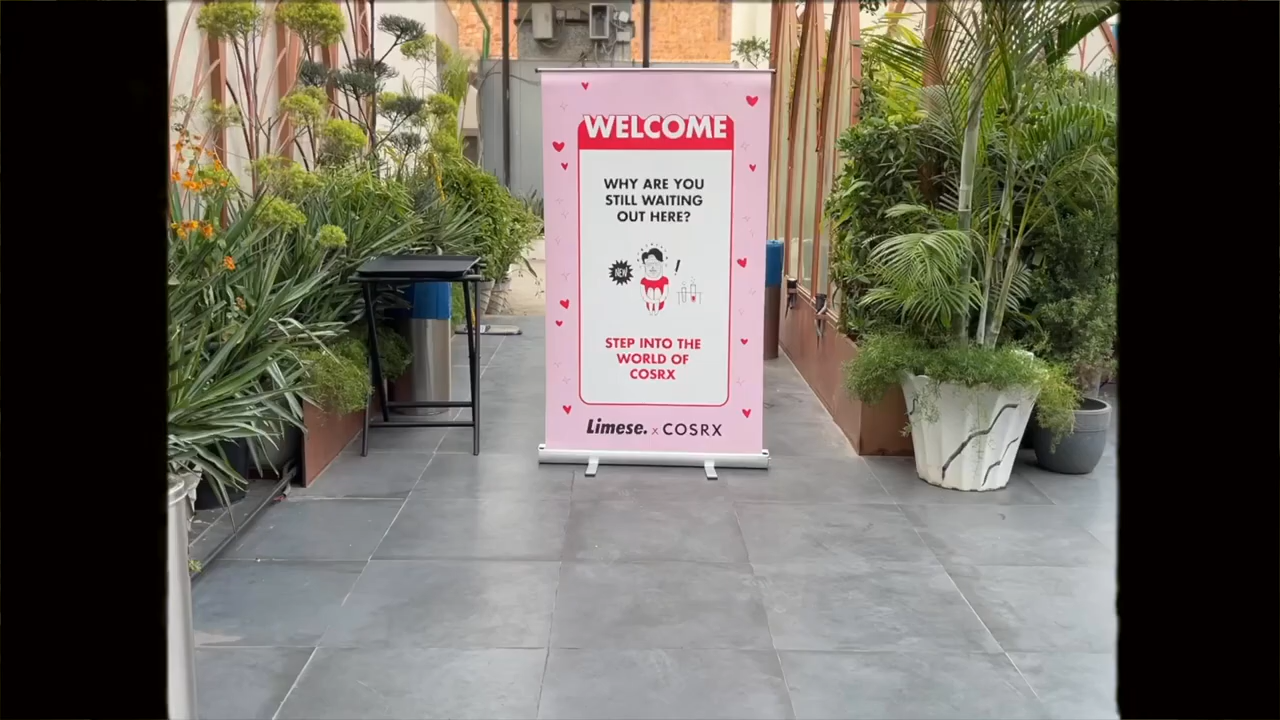 WELCOME
WHY ARE YOU
STILL WAITING
OUT HERE?
NEW
!
STEP INTO THE
WORLD OF
COSRX
Limese. x COSRX